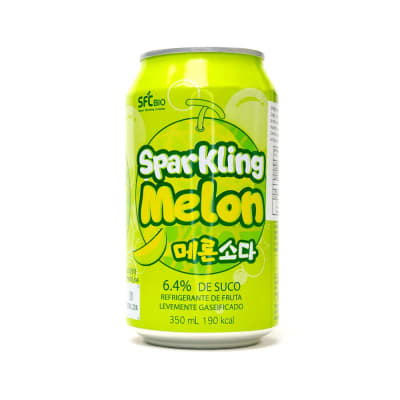 SFC BIO
Sparkling
Melon
메론소다
6.4% DE SUCO
REFRIGERANTE DE FRUTA
LEVEMENTE GASEIFICADO
350 mL 190 kcal